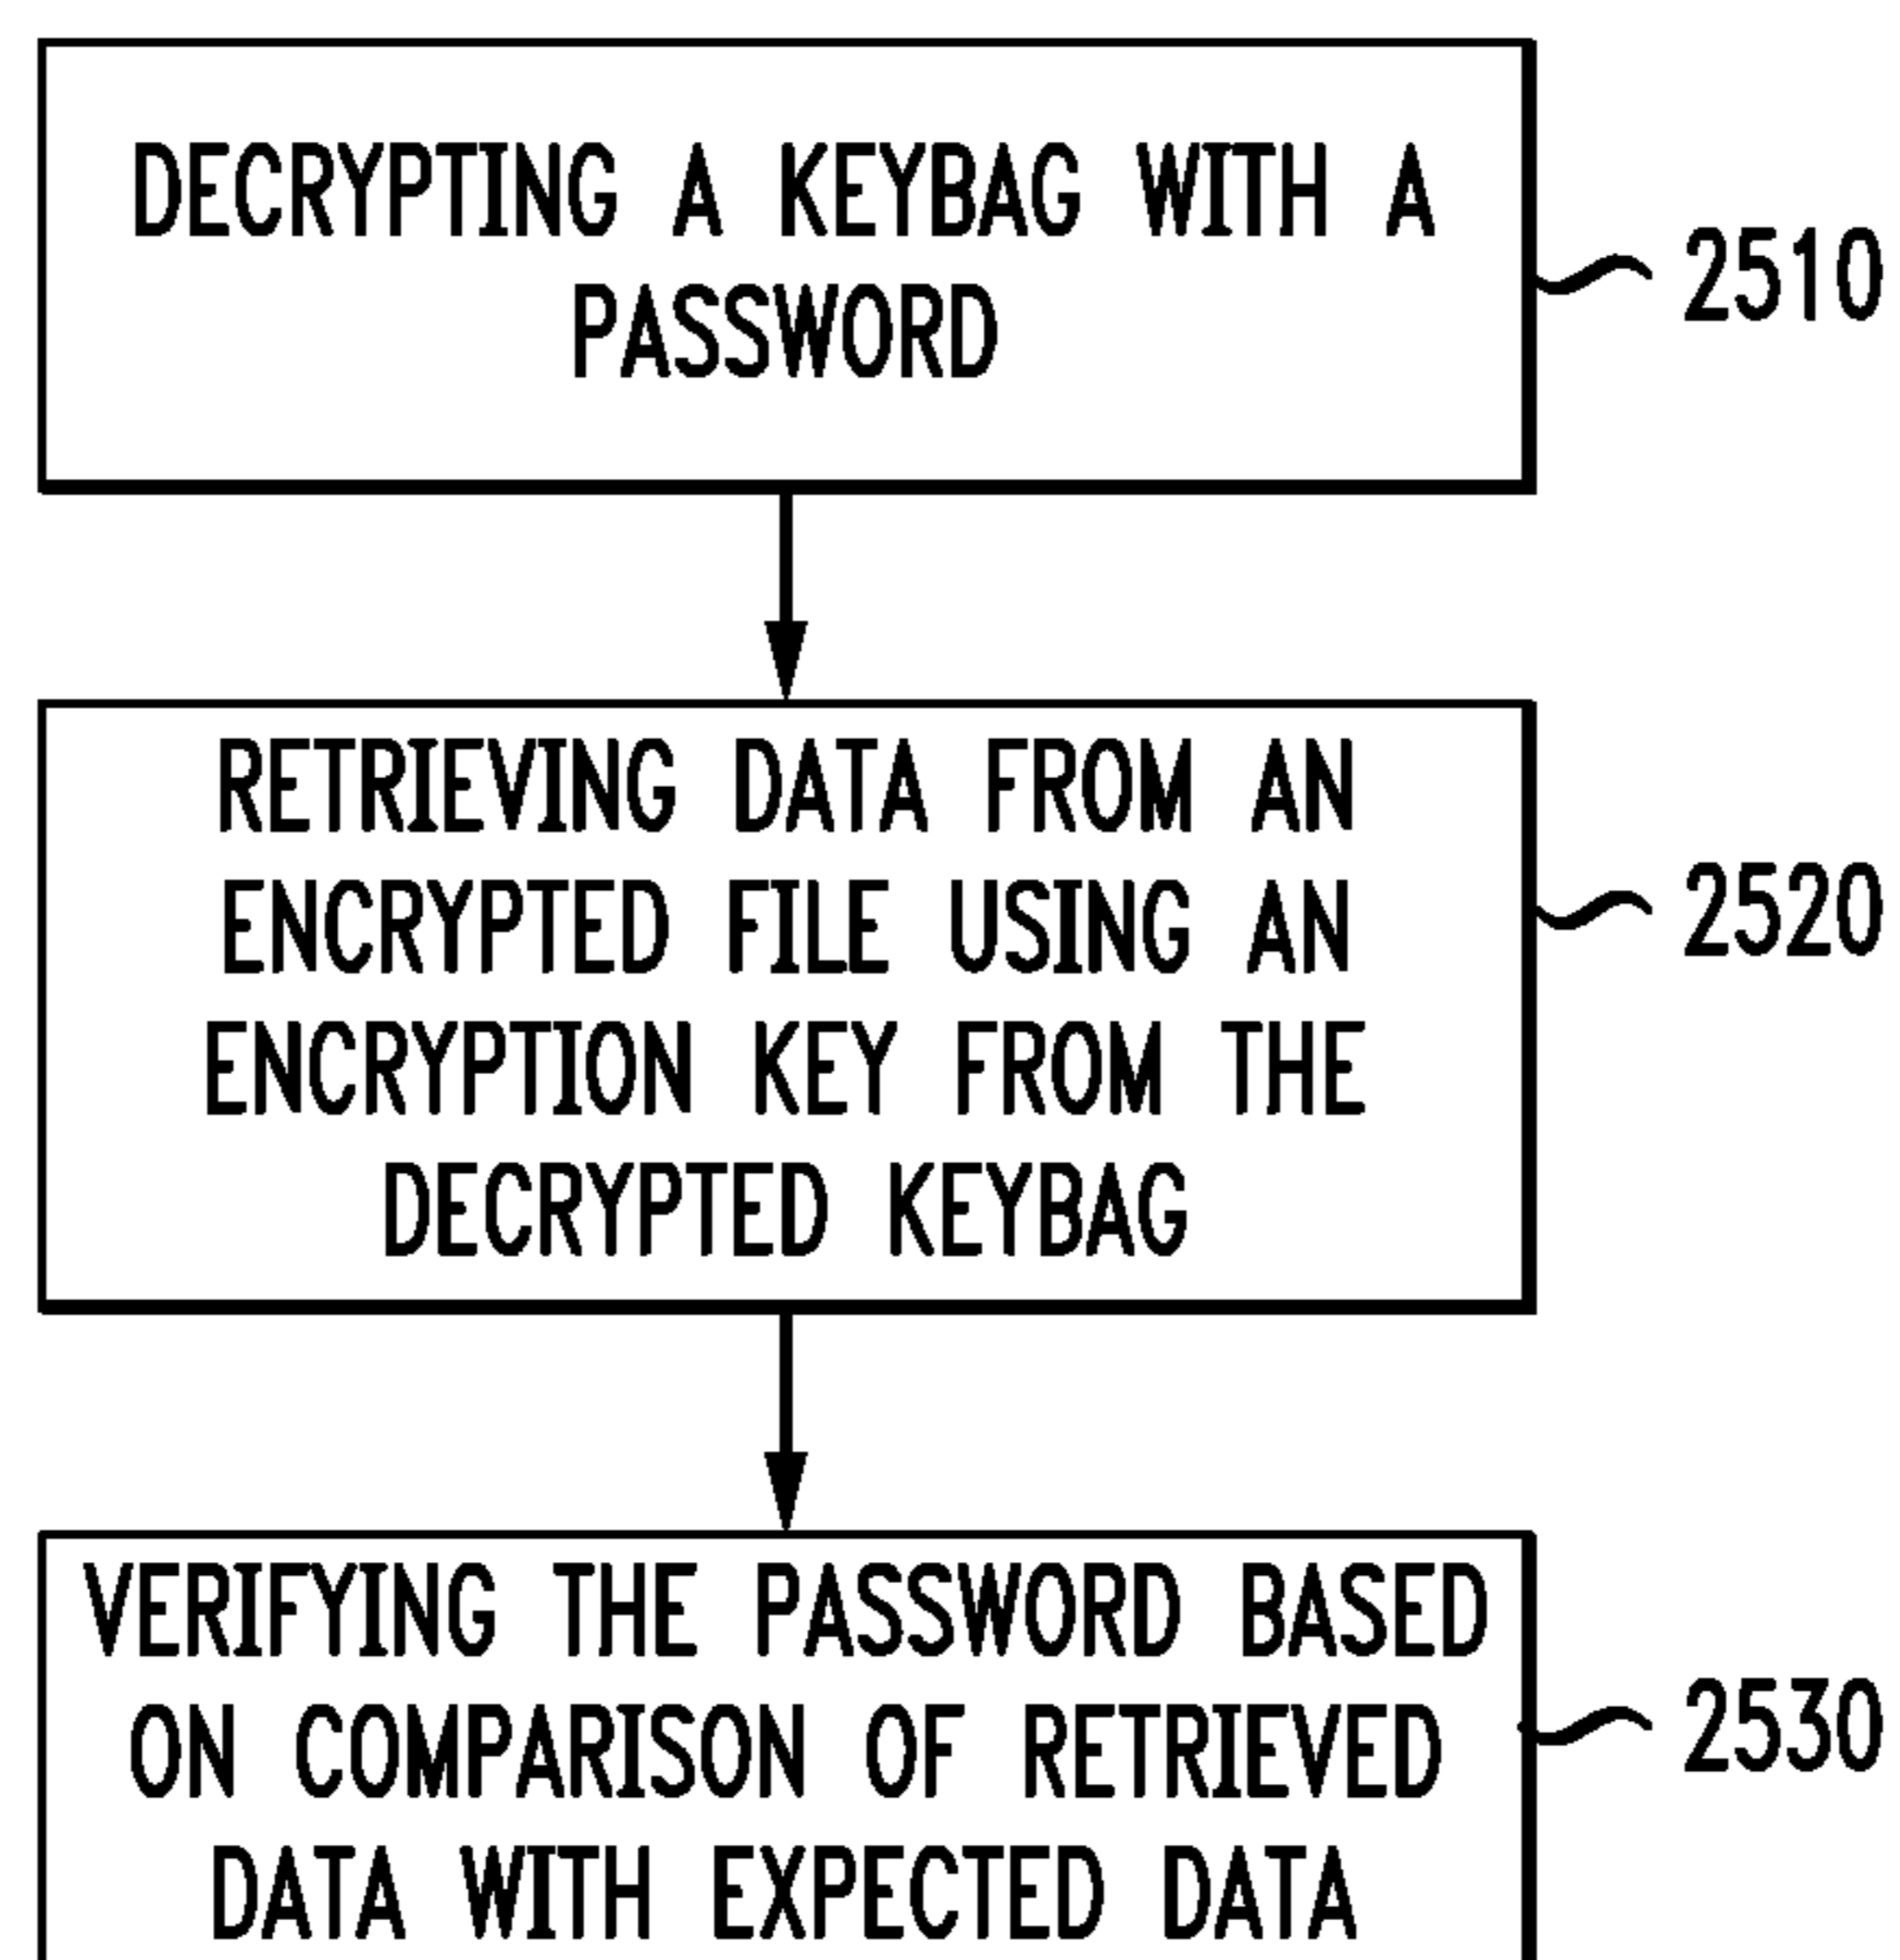 DECRYPTING A KEYBAG WITH A
PASSWORD
2510
RETRIEVING DATA FROM AN
ENCRYPTED FILE USING AN
ENCRYPTION KEY FROM THE
DECRYPTED KEYBAG
2520
VERIFYING THE PASSWORD BASED
ON COMPARISON OF RETRIEVED
DATA WITH EXPECTED DATA
2530